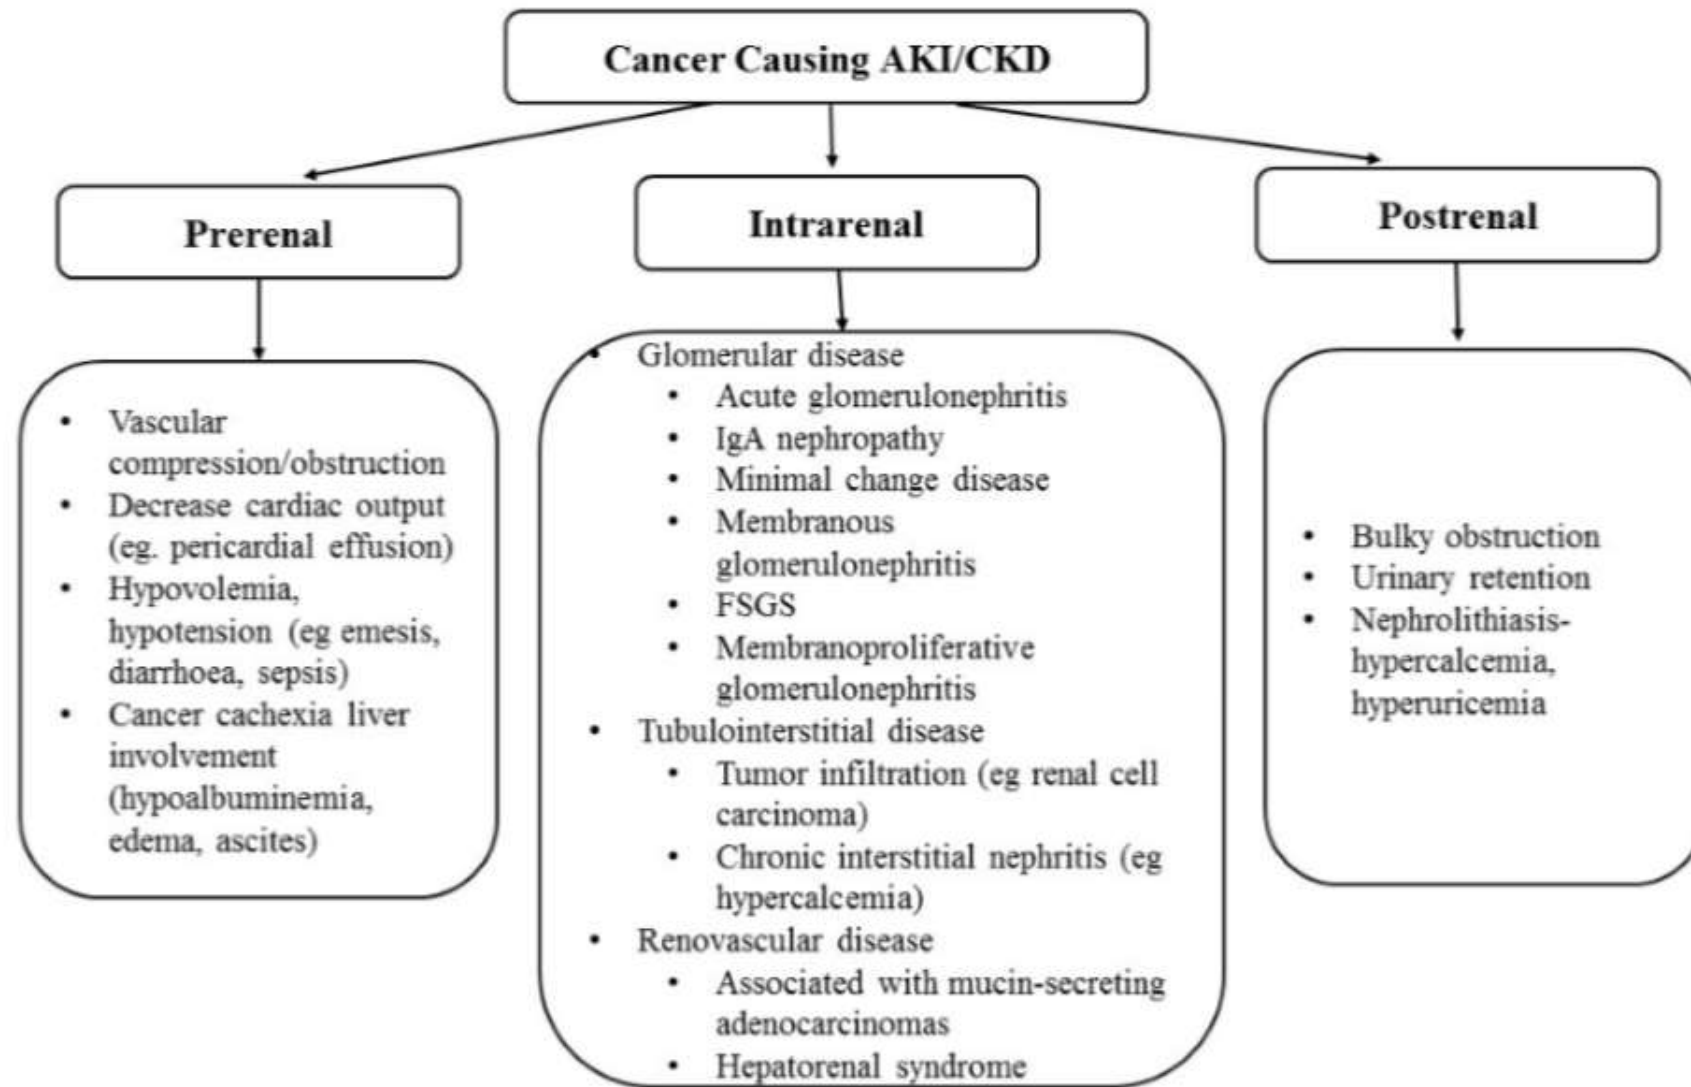 Cancer Causing AKI/CKD
Prerenal
Intrarenal
Postrenal
• Vascular
compression/obstruction
• Decrease cardiac output
(eg. pericardial effusion)
• Hypovolemia,
hypotension (eg emesis,
diarrhoea, sepsis)
• Cancer cachexia liver
involvement
(hypoalbuminemia,
edema, ascites)
• Glomerular disease
• Acute glomerulonephritis
• IgA nephropathy
• Minimal change disease
• Membranous
glomerulonephritis
• FSGS
• Membranoproliferative
glomerulonephritis
• Tubulointerstitial disease
• Tumor infiltration (eg renal cell
carcinoma)
• Chronic interstitial nephritis (eg
hypercalcemia)
• Renovascular disease
• Associated with mucin-secreting
adenocarcinomas
• Hepatorenal syndrome
• Bulky obstruction
• Urinary retention
• Nephrolithiasis-
hypercalcemia,
hyperuricemia